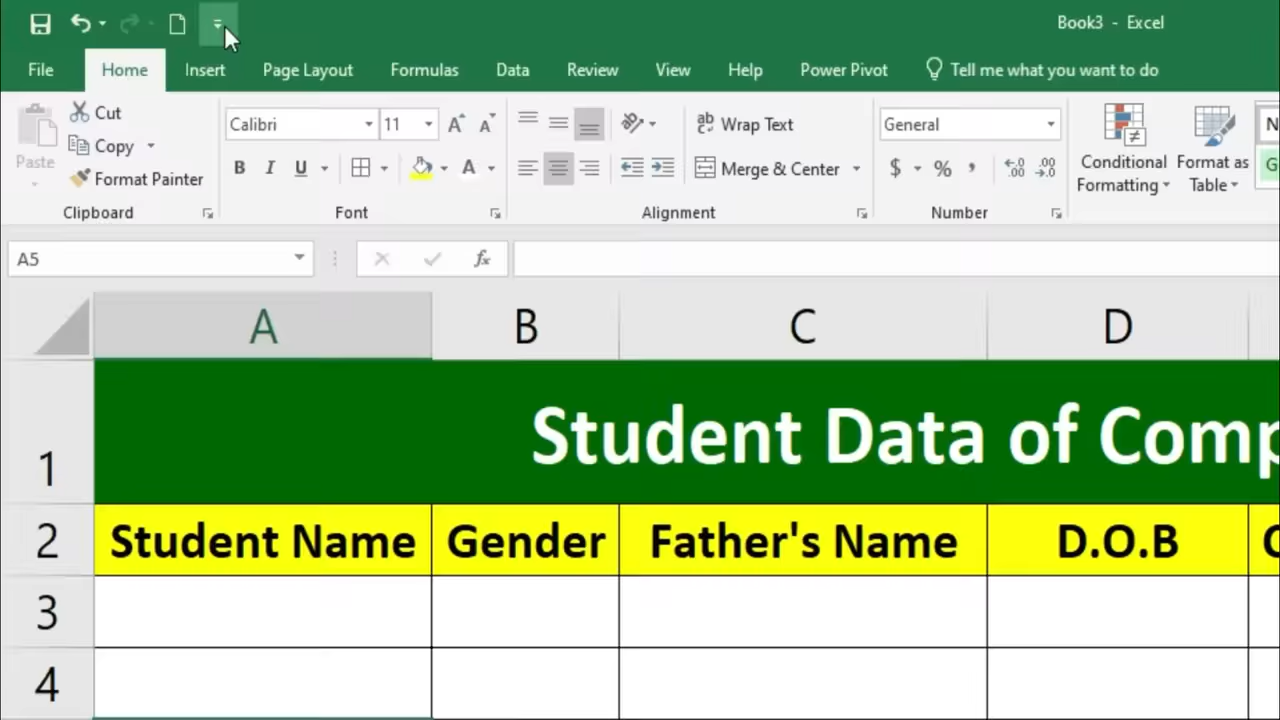 Book3 - Excel
File Home Insert Page Layout Formulas Data Review View Help Power Pivot Tell me what you want to do
Paste
Cut
Copy
Format Painter
Clipboard
Calibri 11
B I U A
Font
Wrap Text
Merge & Center
Alignment
General
$ % ,
Number
Conditional
Formatting
Format as
Table
A5
fx
A B C D
1 Student Data of Comp
2 Student Name Gender Father's Name D.O.B
3
4